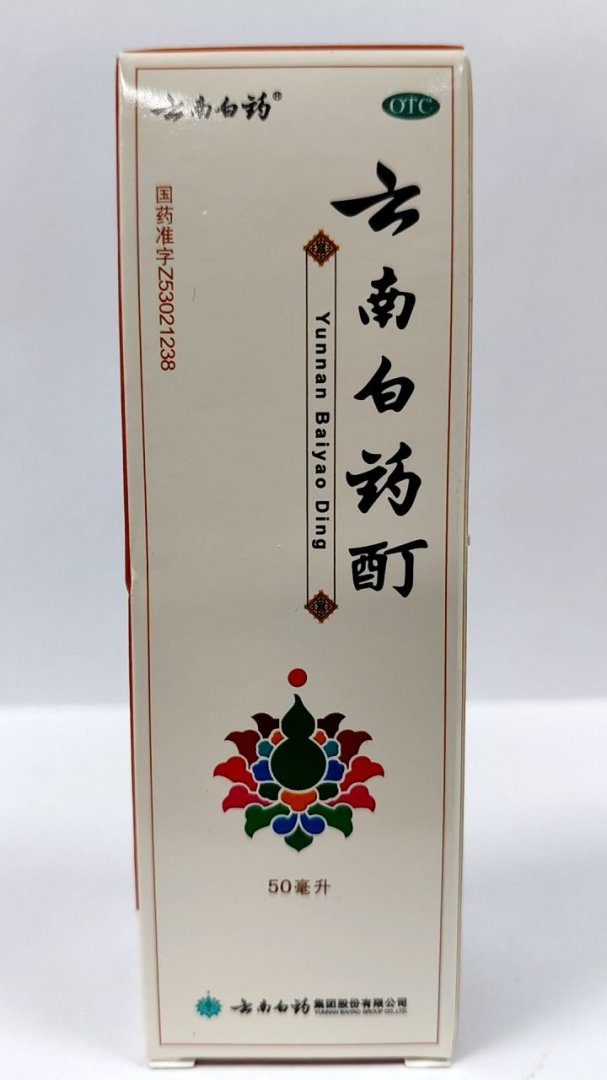 云南白药®
OTC
国药准字Z53021238
云南白药酊
Yunnan Baiyao Ding
50毫升
云南白药集团股份有限公司
YUNNAN BAIYAO GROUP CO.,LTD.